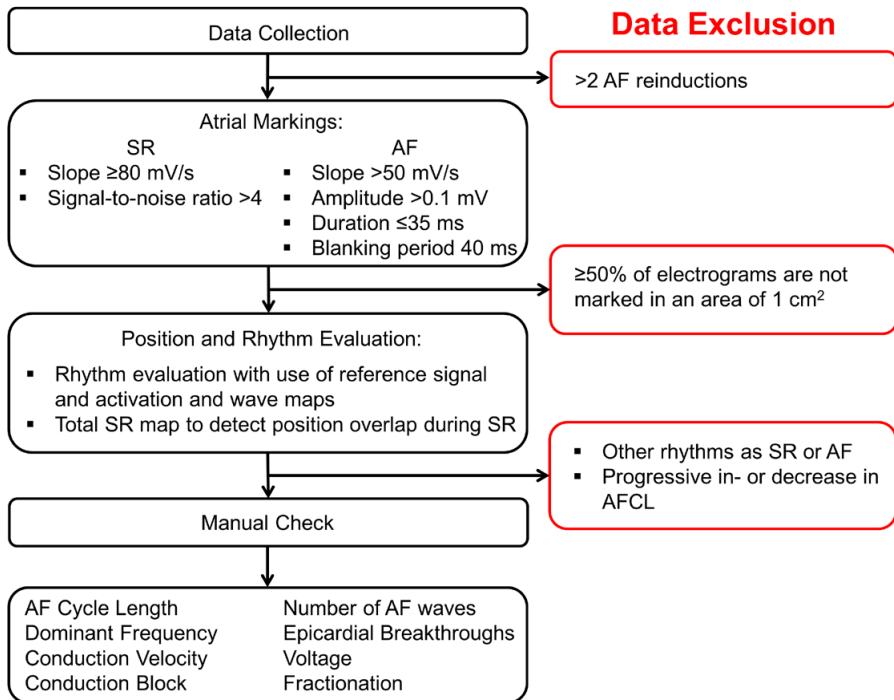 Data Collection
Data Exclusion
>2 AF reinductions
Atrial Markings:
SR
▪ Slope ≥80 mV/s
▪ Signal-to-noise ratio >4
AF
▪ Slope >50 mV/s
▪ Amplitude >0.1 mV
▪ Duration ≤35 ms
▪ Blanking period 40 ms
≥50% of electrograms are not
marked in an area of 1 cm²
Position and Rhythm Evaluation:
▪ Rhythm evaluation with use of reference signal
and activation and wave maps
▪ Total SR map to detect position overlap during SR
▪ Other rhythms as SR or AF
▪ Progressive in- or decrease in
AFCL
Manual Check
AF Cycle Length
Dominant Frequency
Conduction Velocity
Conduction Block
Number of AF waves
Epicardial Breakthroughs
Voltage
Fractionation